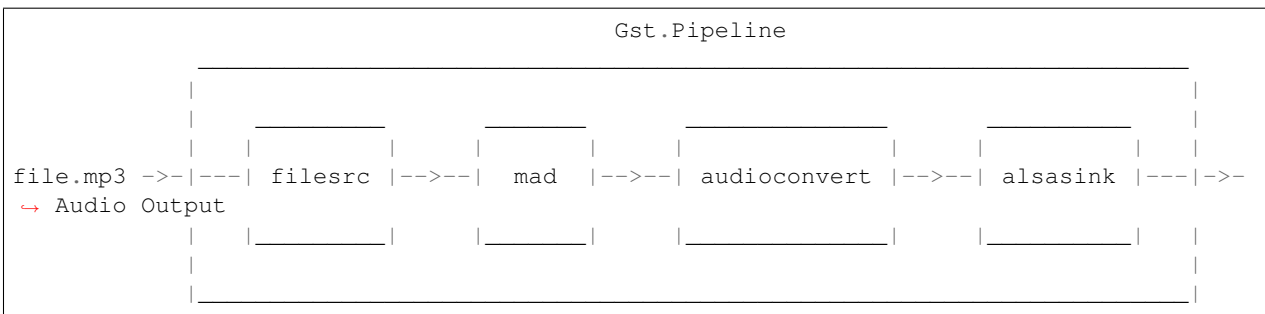 Gst.Pipeline
file.mp3 ->-|---| filesrc |-->--| mad |-->--| audioconvert |-->--| alsasink |---|->-
↪ Audio Output